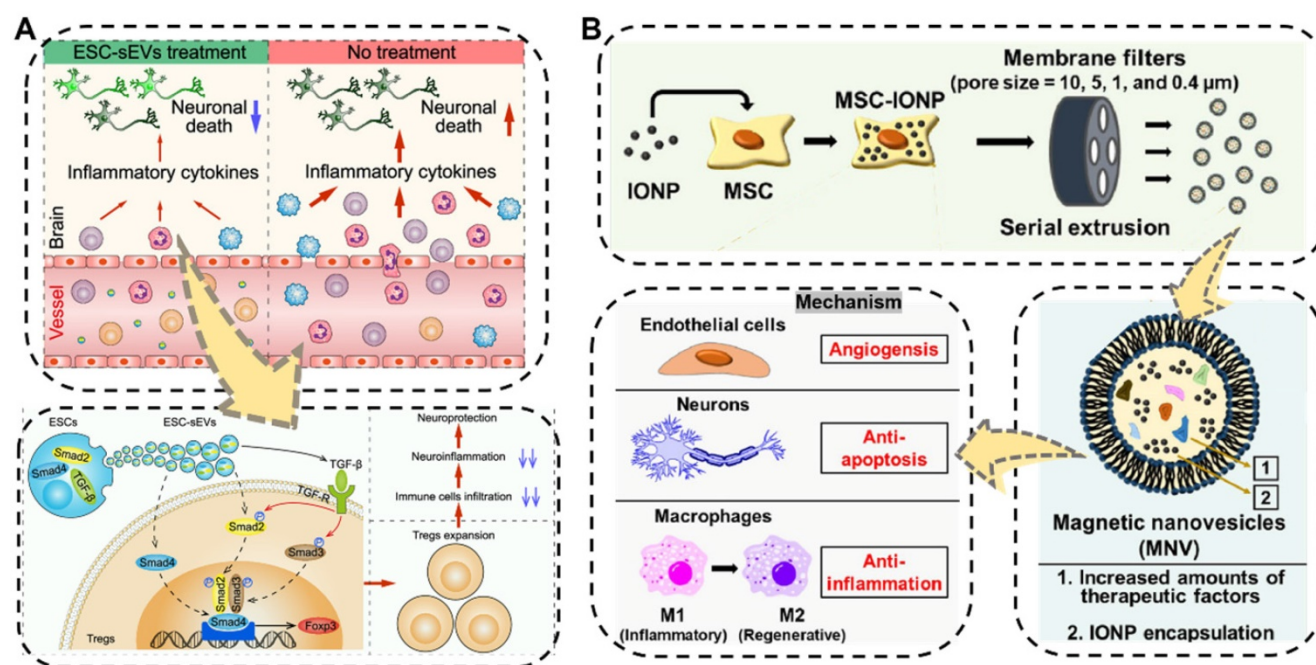 A
ESC-sEVs treatment
No treatment
Neuronal
death
Neuronal
death
Inflammatory cytokines
Inflammatory cytokines
Brain
Vessel
ESCs
ESC-sEVs
Smad2
Smad4
TGF-β
TGF-β
TGF-R
P
Smad2
P
Smad3
Smad4
P
Smad2
Smad3
P
Smad4
Foxp3
Tregs
Neuroprotection
Neuroinflammation
Immune cells infiltration
Tregs expansion
B
Membrane filters
(pore size = 10, 5, 1, and 0.4 µm)
MSC-IONP
IONP
MSC
Serial extrusion
Mechanism
Endothelial cells
Angiogensis
Neurons
Anti-
apoptosis
Macrophages
Anti-
inflammation
M1
(Inflammatory)
M2
(Regenerative)
1
2
Magnetic nanovesicles
(MNV)
1. Increased amounts of
therapeutic factors
2. IONP encapsulation